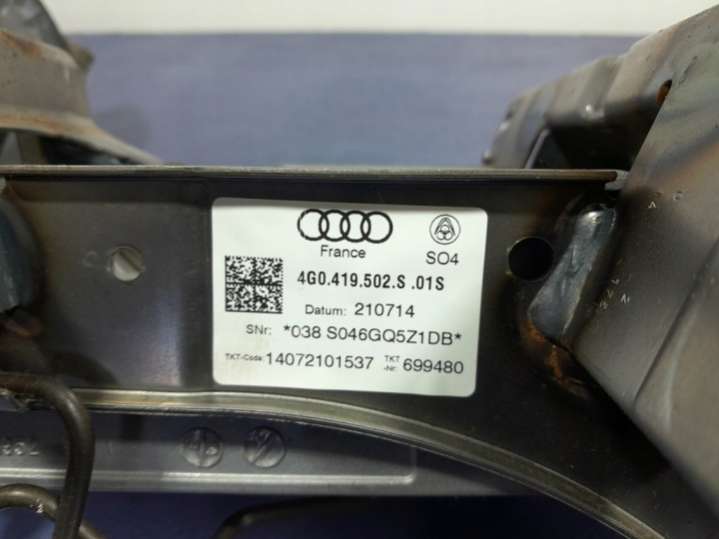 France
SO4
4G0.419.502.S .01S
Datum: 210714
SNr: *038 S046GQ5Z1DB*
TKT-Code: 14072101537 TKT -Nr: 699480